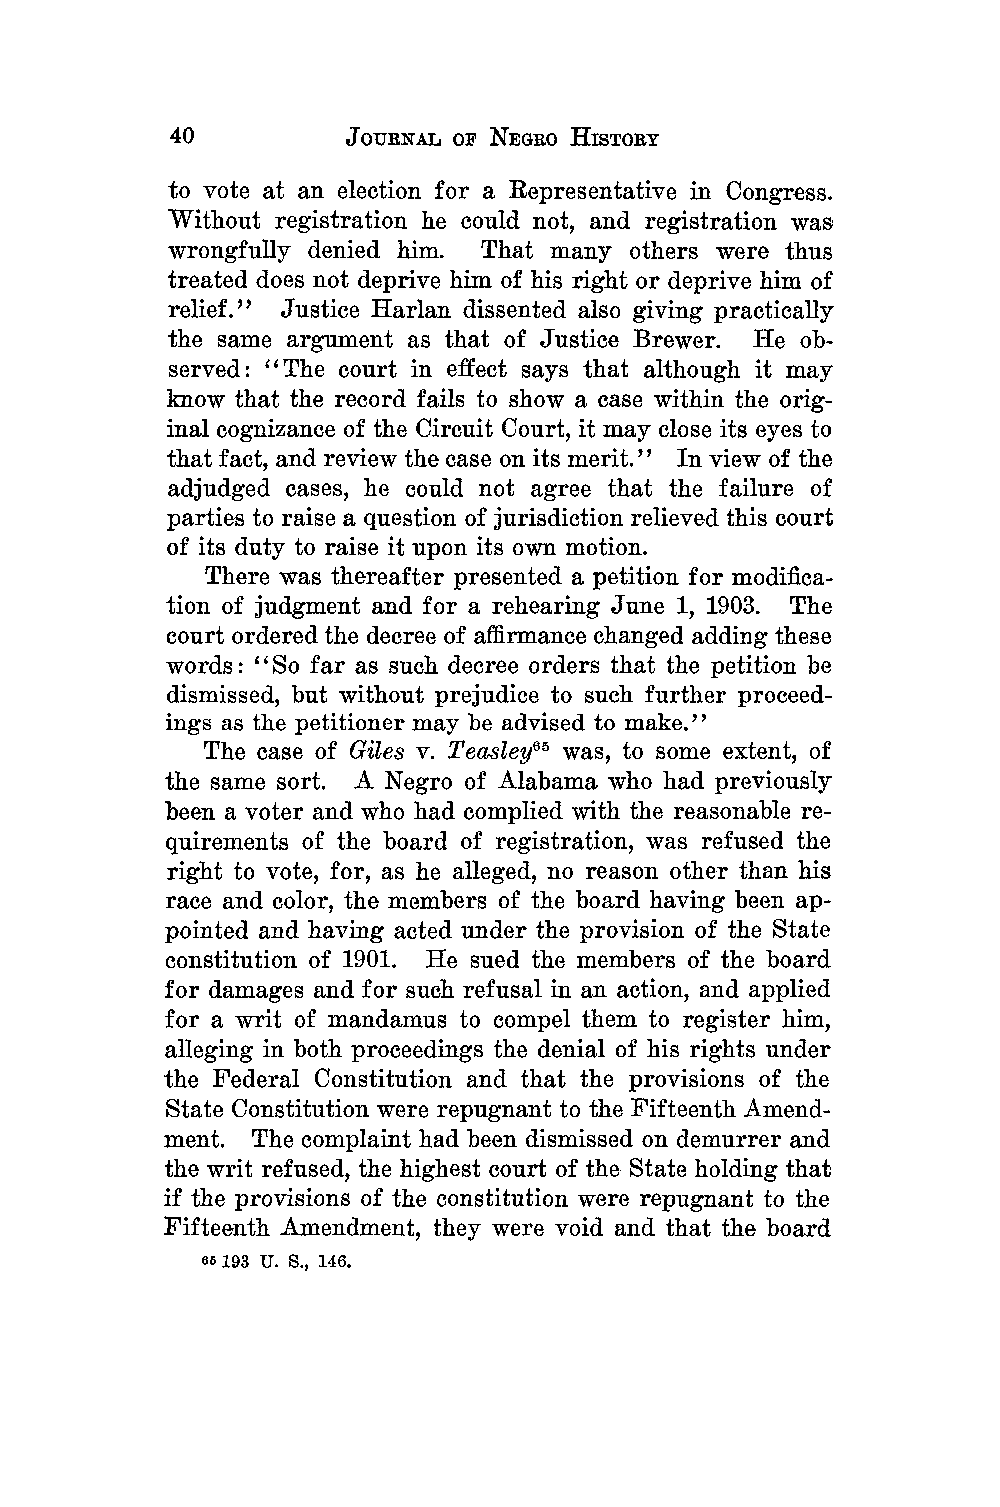 40 JOURNAL OF NEGRO HISTORY
to vote at an election for a Representative in Congress.
Without registration he could not, and registration was
wrongfully denied him. That many others were thus
treated does not deprive him of his right or deprive him of
relief.'' Justice Harlan dissented also giving practically
the same argument as that of Justice Brewer. He ob-
served: ‘‘The court in effect says that although it may
know that the record fails to show a case within the orig-
inal cognizance of the Circuit Court, it may close its eyes to
that fact, and review the case on its merit.’’ In view of the
adjudged cases, he could not agree that the failure of
parties to raise a question of jurisdiction relieved this court
of its duty to raise it upon its own motion.
There was thereafter presented a petition for modifica-
tion of judgment and for a rehearing June 1, 1903. The
court ordered the decree of affirmance changed adding these
words: ‘‘So far as such decree orders that the petition be
dismissed, but without prejudice to such further proceed-
ings as the petitioner may be advised to make.’’
The case of Giles v. Teasley⁶⁵ was, to some extent, of
the same sort. A Negro of Alabama who had previously
been a voter and who had complied with the reasonable re-
quirements of the board of registration, was refused the
right to vote, for, as he alleged, no reason other than his
race and color, the members of the board having been ap-
pointed and having acted under the provision of the State
constitution of 1901. He sued the members of the board
for damages and for such refusal in an action, and applied
for a writ of mandamus to compel them to register him,
alleging in both proceedings the denial of his rights under
the Federal Constitution and that the provisions of the
State Constitution were repugnant to the Fifteenth Amend-
ment. The complaint had been dismissed on demurrer and
the writ refused, the highest court of the State holding that
if the provisions of the constitution were repugnant to the
Fifteenth Amendment, they were void and that the board
⁶⁵ 193 U. S., 146.